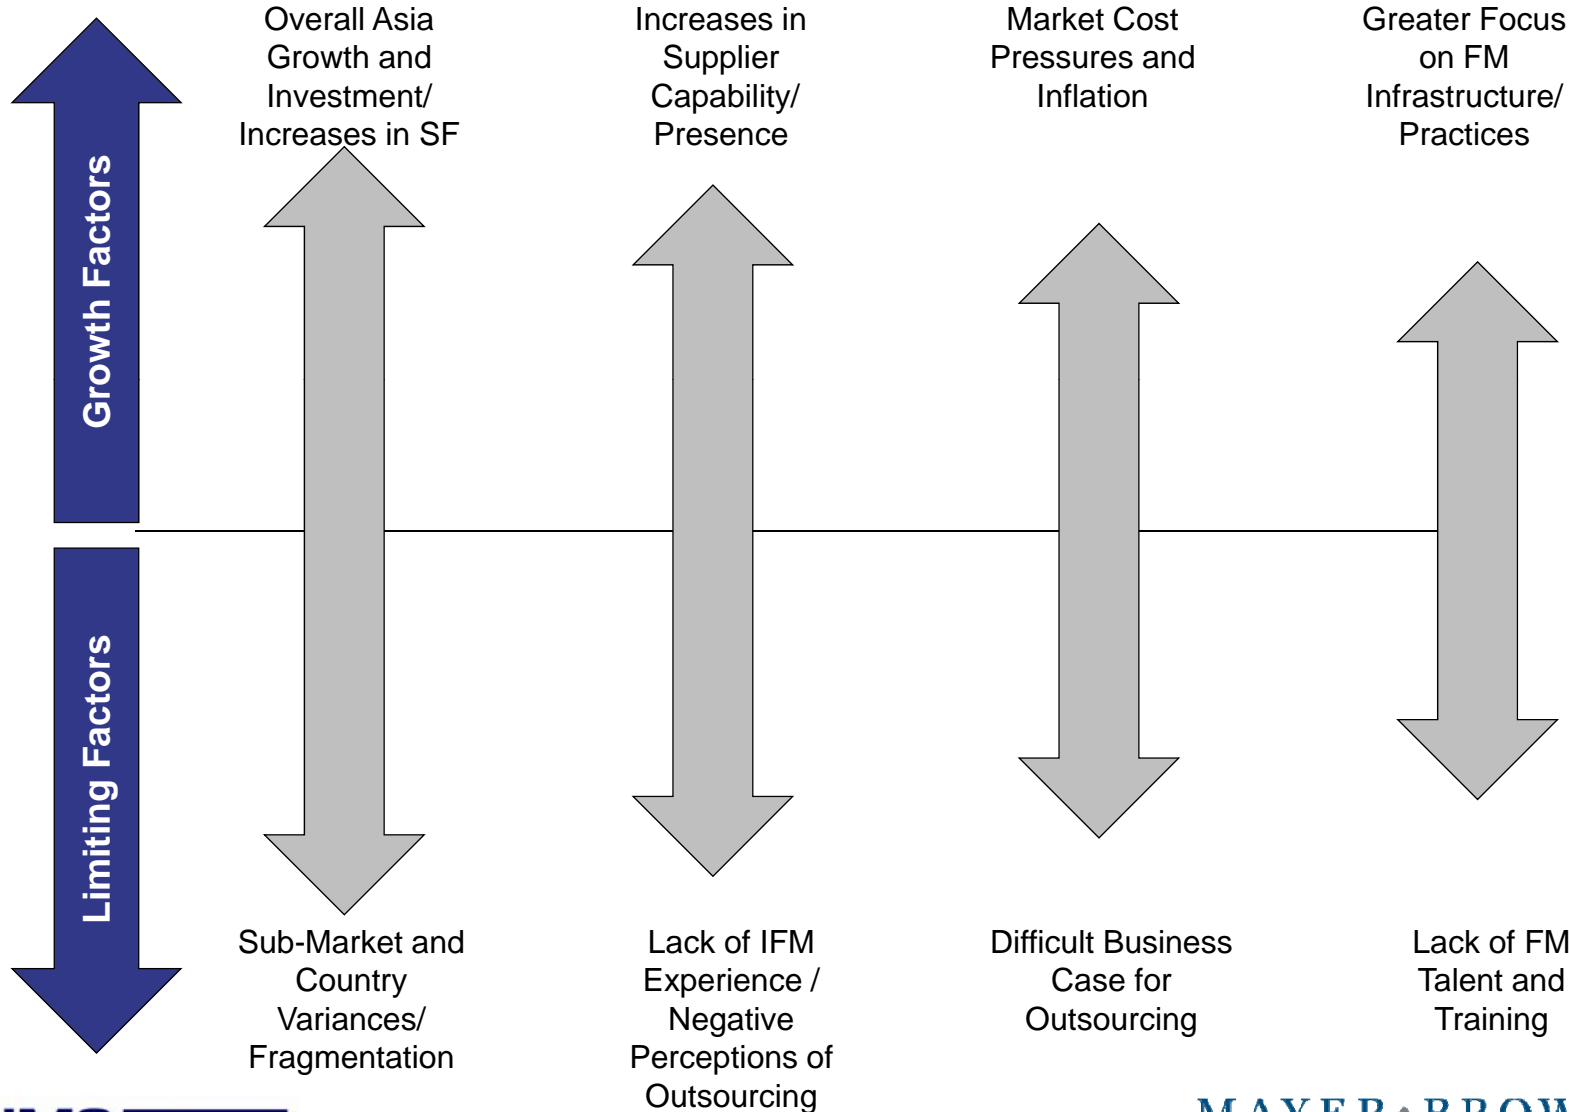 Overall Asia
Growth and
Investment/
Increases in SF
Increases in
Supplier
Capability/
Presence
Market Cost
Pressures and
Inflation
Greater Focus
on FM
Infrastructure/
Practices
Growth Factors
Limiting Factors
Sub-Market and
Country
Variances/
Fragmentation
Lack of IFM
Experience /
Negative
Perceptions of
Outsourcing
Difficult Business
Case for
Outsourcing
Lack of FM
Talent and
Training
MAYER BROW